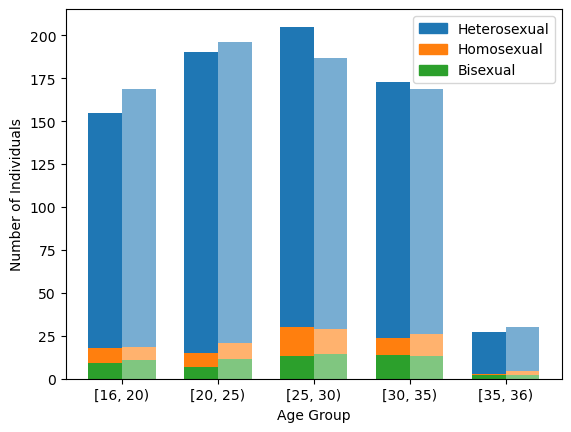 Heterosexual
Homosexual
Bisexual
Number of Individuals
200
175
150
125
100
75
50
25
0
[16, 20) [20, 25) [25, 30) [30, 35) [35, 36)
Age Group